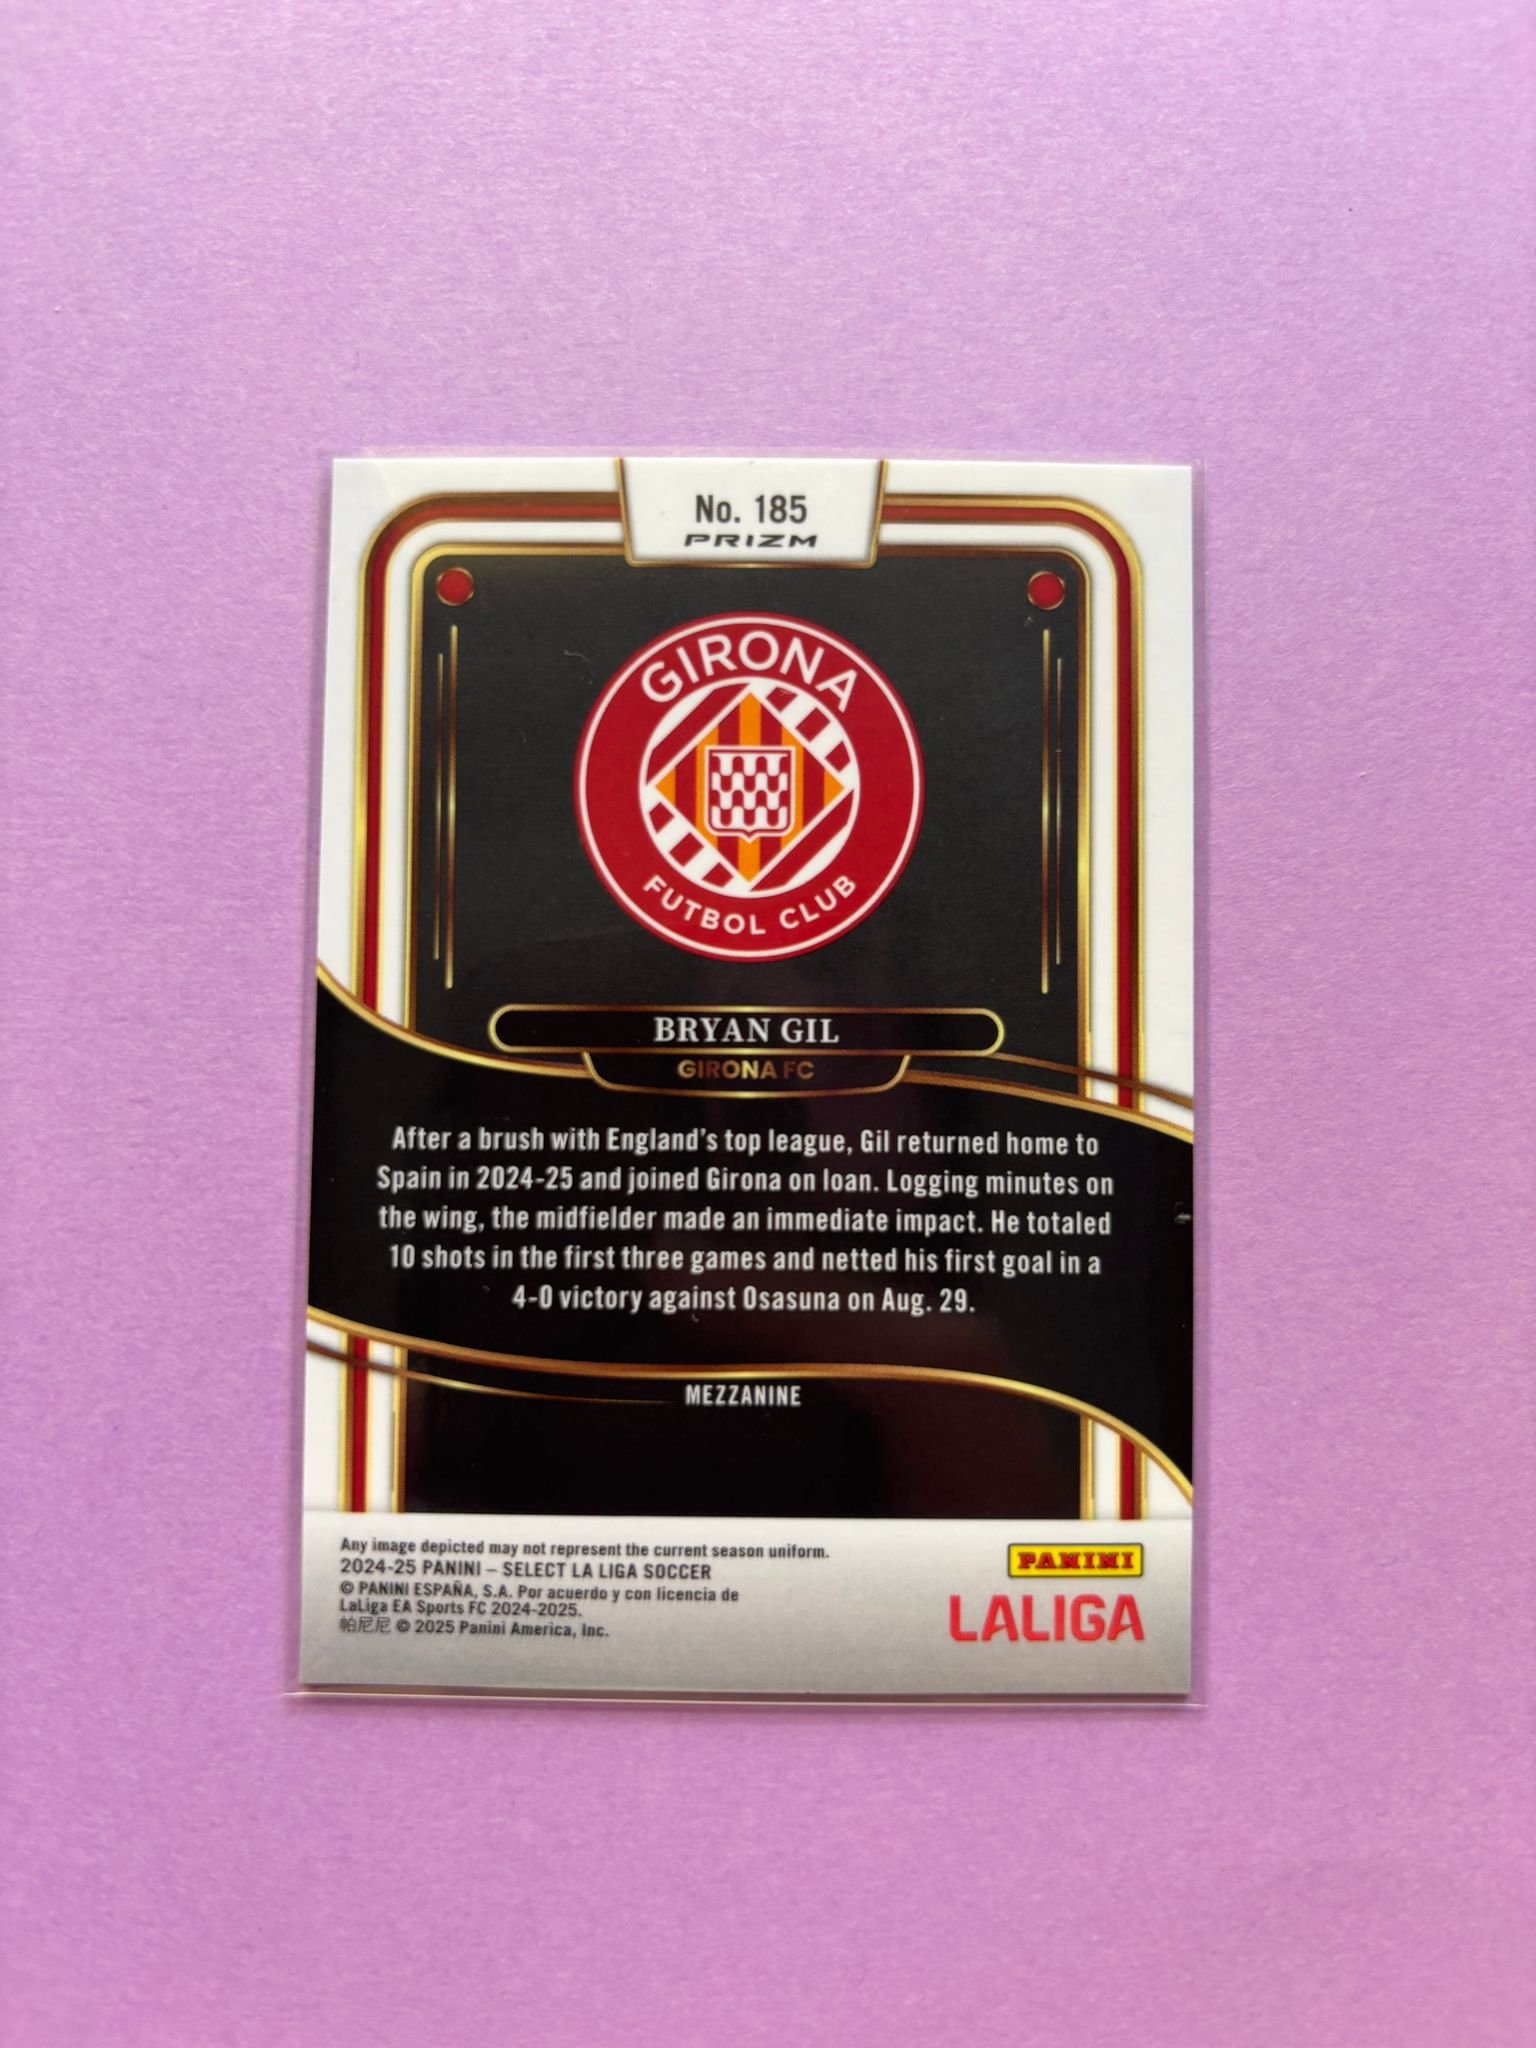 No. 185
PRIZM
GIRONA
FUTBOL CLUB
BRYAN GIL
GIRONA FC
After a brush with England's top league, Gil returned home to
Spain in 2024-25 and joined Girona on loan. Logging minutes on
the wing, the midfielder made an immediate impact. He totaled
10 shots in the first three games and netted his first goal in a
4-0 victory against Osasuna on Aug. 29.
MEZZANINE
Any image depicted may not represent the current season uniform.
2024-25 PANINI – SELECT LA LIGA SOCCER
© PANINI ESPAÑA, S.A. Por acuerdo y con licencia de
LaLiga EA Sports FC 2024-2025.
帕尼尼 © 2025 Panini America, Inc.
PANINI
LALIGA